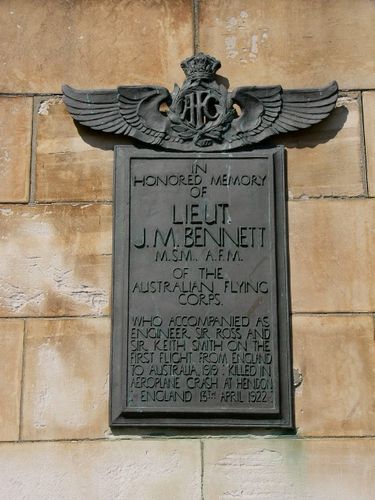 AFC
IN
HONORED MEMORY
OF
LIEUT.
J.M. BENNETT
M.S.M., A.F.M.
OF THE
AUSTRALIAN FLYING
CORPS.
WHO ACCOMPANIED AS
ENGINEER, SIR ROSS AND
SIR KEITH SMITH ON THE
FIRST FLIGHT FROM ENGLAND
TO AUSTRALIA, 1919: KILLED IN
AEROPLANE CRASH AT HENDON
ENGLAND 13TH APRIL 1922.